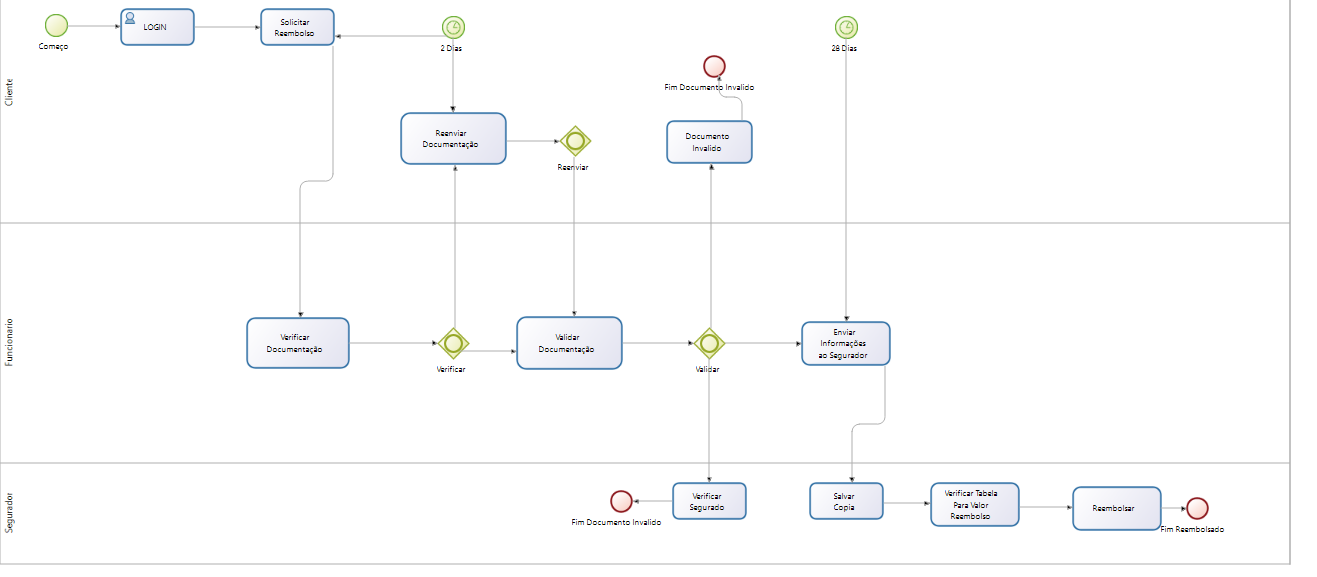 Cliente
Começo
LOGIN
Solicitar
Reembolso
2 Dias
28 Dias
Fim Documento Invalido
Reenviar
Documentação
Reenviar
Documento
Invalido
Funcionario
Verificar
Documentação
Verificar
Validar
Documentação
Validar
Enviar
Informações
ao Segurador
Segurador
Fim Documento Invalido
Verificar
Segurado
Salvar
Copia
Verificar Tabela
Para Valor
Reembolso
Reembolsar
Fim Reembolsado